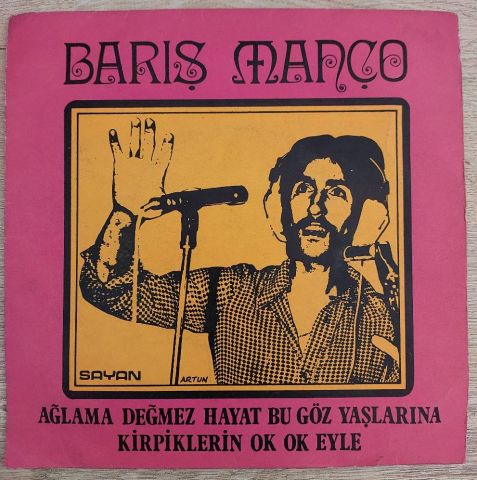 BARIŞ MANÇO
SAYAN
ARTUN
AĞLAMA DEĞMEZ HAYAT BU GÖZ YAŞLARINA
KİRPİKLERİN OK OK EYLE